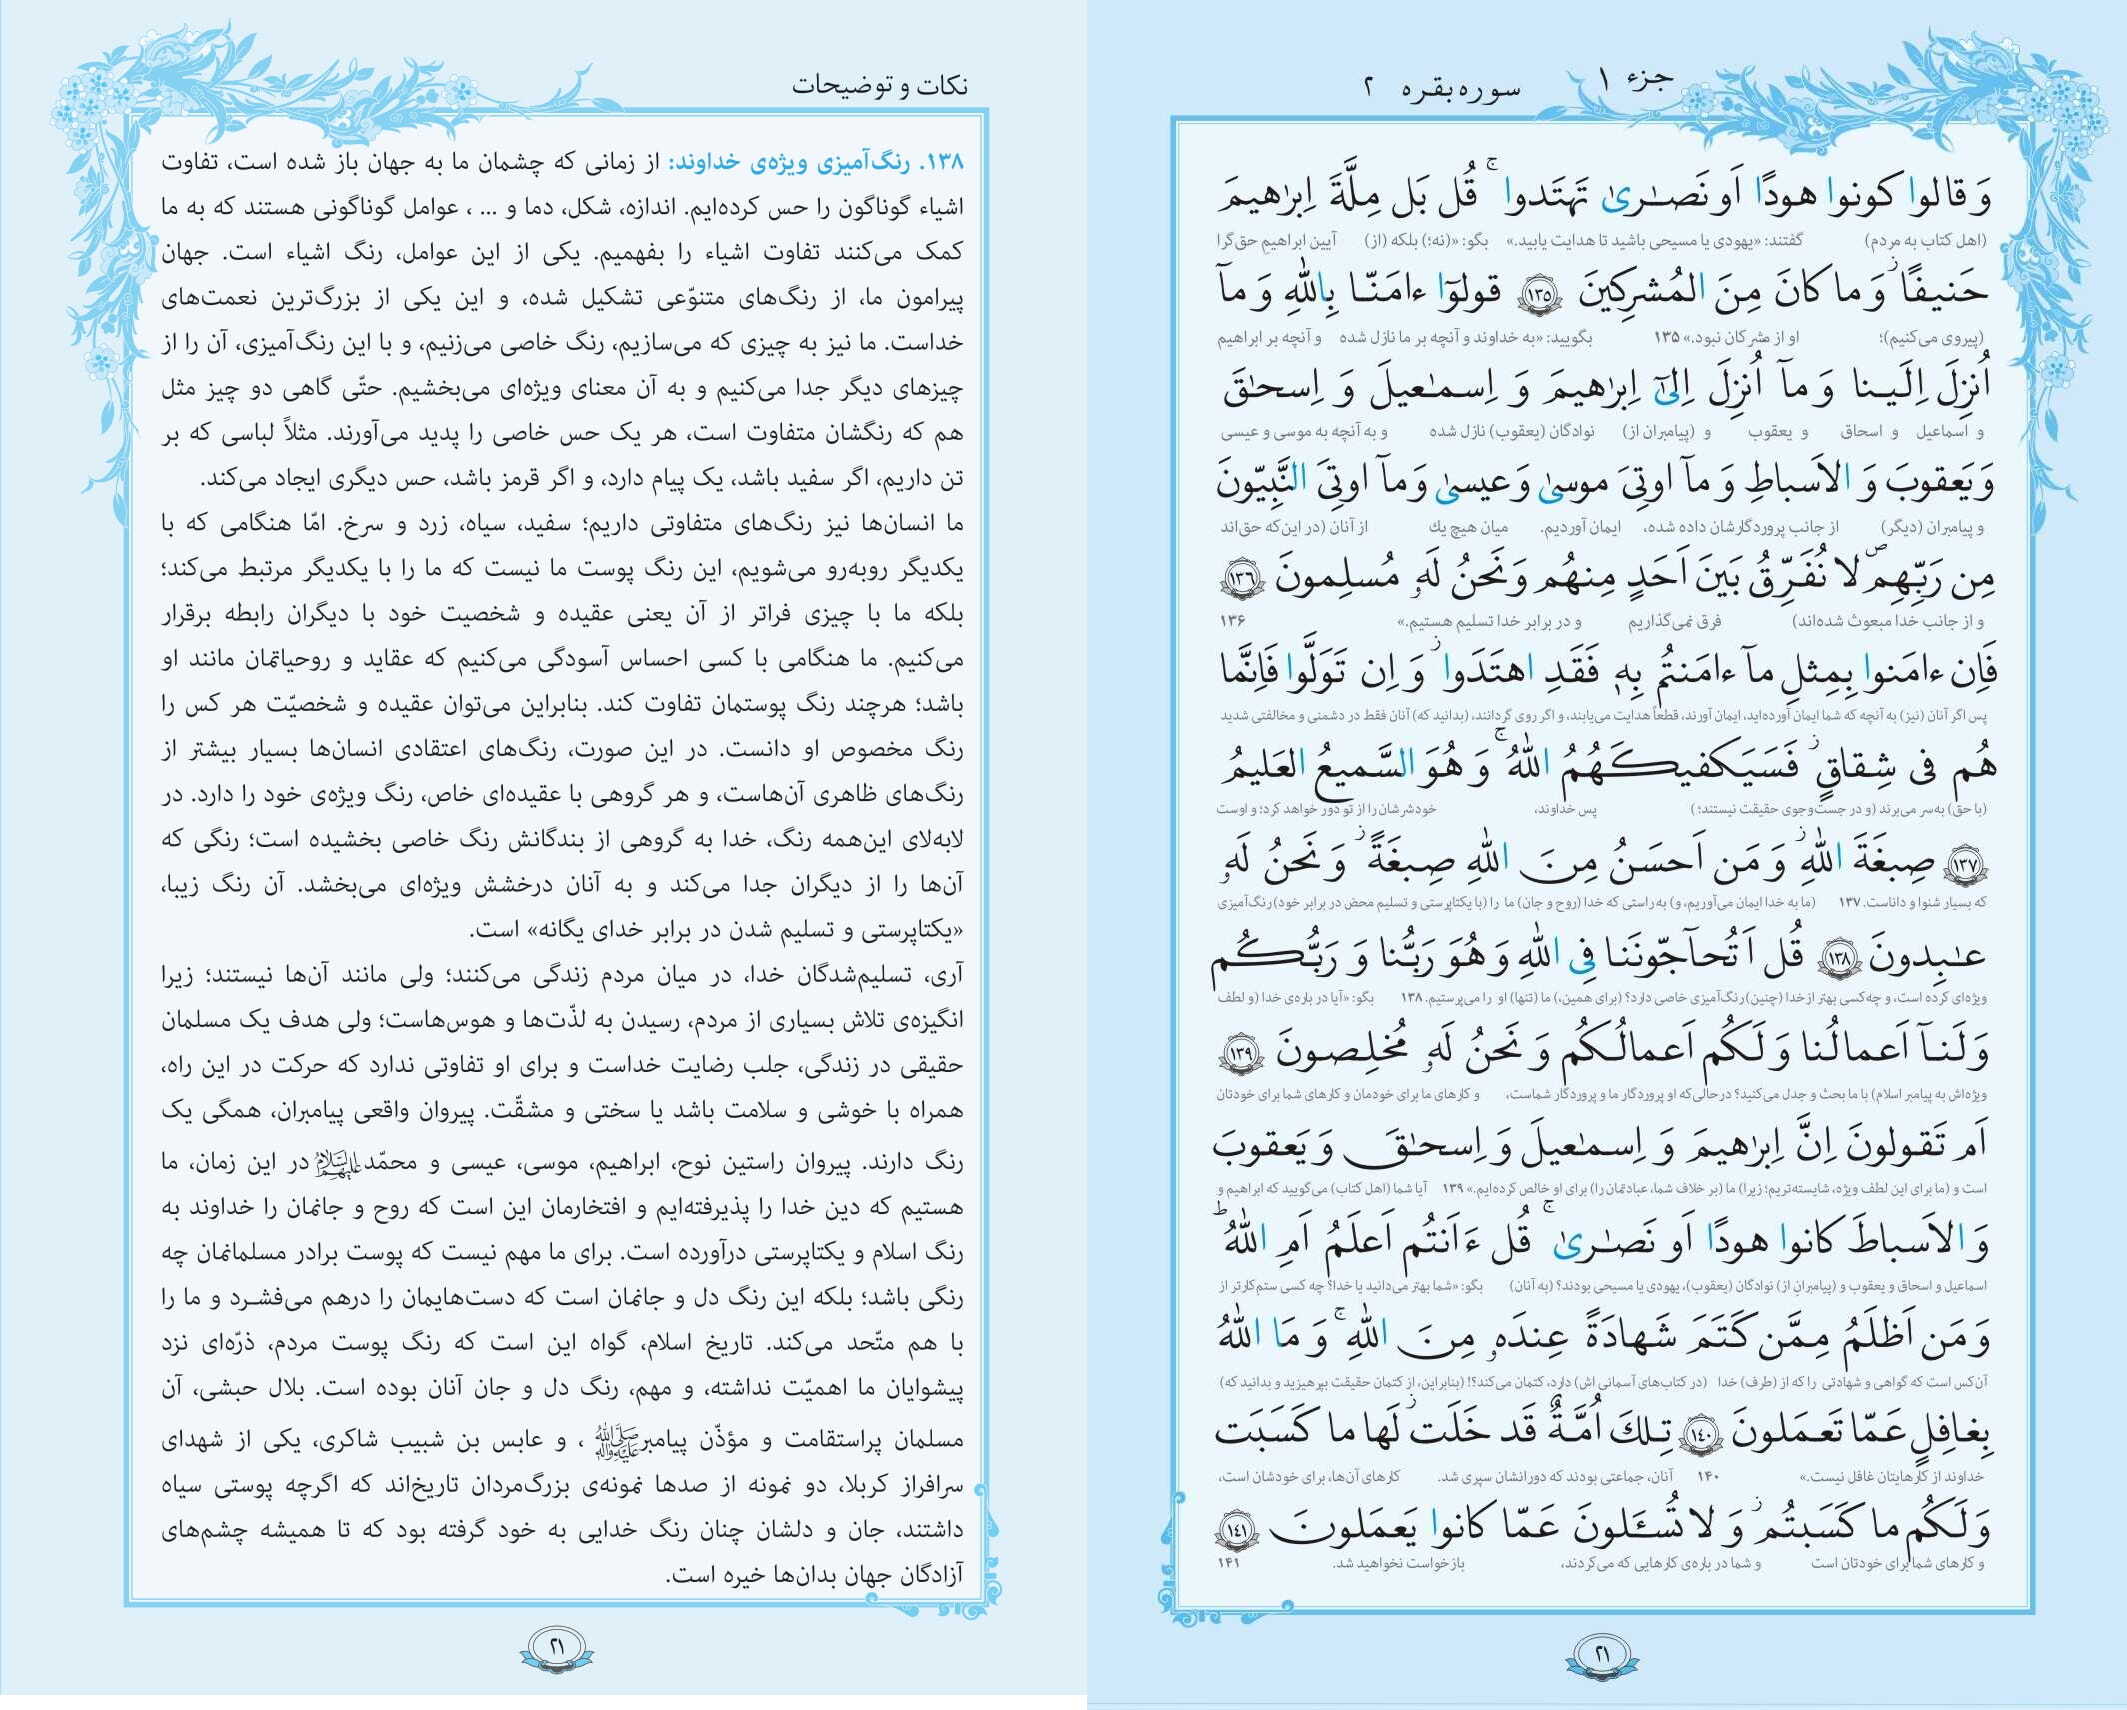 جزء ۱
سوره بقره ۲
وَ قالوا کونوا هودًا اَو نَصـٰری تَهتَدوا ۚ قُل بَل مِلَّةَ اِبرٰهیمَ
(اهل کتاب به مردم) گفتند: «یهودی یا مسیحی باشید تا هدایت یابید.» بگو: «(نه؛) بلکه (از) آیین ابراهیمِ حق‌گرا
حَنیفًا ۖ وَ ما کانَ مِنَ المُشرِکینَ ﴿۱۳۵﴾ قولوٓا ءامَنّا بِاللّٰهِ وَ مآ
(پیروی می‌کنیم)؛ او از مشرکان نبود.» ۱۳۵ بگویید: «به خداوند و آنچه بر ما نازل شده و آنچه بر ابراهیم
اُنزِلَ اِلَینا وَ مآ اُنزِلَ اِلیٰٓ اِبرٰهیمَ وَ اِسمٰعیلَ وَ اِسحٰقَ
و اسماعیل و اسحاق و یعقوب و (پیامبران از) نوادگان (یعقوب) نازل شده و به آنچه به موسی و عیسی
وَ یَعقوبَ وَ الاَسباطِ وَ مآ اوتِیَ موسیٰ وَ عیسیٰ وَ مآ اوتِیَ النَّبِیّونَ
و پیامبران (دیگر) از جانب پروردگارشان داده شده، ایمان آوردیم. میان هیچ یك از آنان (در این‌که حق‌اند
مِن رَبِّهِم لا نُفَرِّقُ بَینَ اَحَدٍ مِنهُم وَ نَحنُ لَهٗ مُسلِمونَ ﴿۱۳۶﴾
و از جانب خدا مبعوث شده‌اند) فرق نمی‌گذاریم و در برابر خدا تسلیم هستیم.» ۱۳۶
فَاِن ءامَنوا بِمِثلِ مآ ءامَنتُم بِهٖ فَقَدِ اهتَدَوا ۖ وَ اِن تَوَلَّوا فَاِنَّما
پس اگر آنان (نیز) به آنچه که شما ایمان آورده‌اید، ایمان آورند، قطعاً هدایت می‌یابند، و اگر روی گردانند، (بدانید که) آنان فقط در دشمنی و مخالفتی شدید
هُم فی شِقاقٍ ۖ فَسَیَکفیکَهُمُ اللّٰهُ ۚ وَ هُوَ السَّمیعُ العَلیمُ
(با حق) به‌سر می‌برند (و در جست‌وجوی حقیقت نیستند؛) پس خداوند، خودشرشان را از تو دور خواهد کرد؛ و اوست
﴿۱۳۷﴾ صِبغَةَ اللّٰهِ ۖ وَ مَن اَحسَنُ مِنَ اللّٰهِ صِبغَةً ۖ وَ نَحنُ لَهٗ
که بسیار شنوا و داناست. ۱۳۷ (ما به خدا ایمان می‌آوریم، و) به‌راستی که خدا (روح و جان) ما را (با یکتاپرستی و تسلیم محض در برابر خود) رنگ‌آمیزی
عـٰبِدونَ ﴿۱۳۸﴾ قُل اَتُحآجّونَنا فِی اللّٰهِ وَ هُوَ رَبُّنا وَ رَبُّکُم
ویژه‌ای کرده است، و چه‌کسی بهتر از خدا (چنین) رنگ‌آمیزی خاصی دارد؟ (برای همین،) ما (تنها) او را می‌پرستیم. ۱۳۸ بگو: «آیا درباره‌ی خدا (و لطف
وَ لَنآ اَعمالُنا وَ لَکُم اَعمالُکُم وَ نَحنُ لَهٗ مُخلِصونَ ﴿۱۳۹﴾
ویژه‌اش به پیامبر اسلام) با ما بحث و جدل می‌کنید؟ درحالی‌که او پروردگار ما و پروردگار شماست، و کارهای ما برای خودمان و کارهای شما برای خودتان
اَم تَقولونَ اِنَّ اِبرٰهیمَ وَ اِسمٰعیلَ وَ اِسحٰقَ وَ یَعقوبَ
است و (ما برای این لطف ویژه، شایسته‌تریم؛ زیرا) ما (بر خلاف شما، عبادتمان را) برای او خالص کرده‌ایم.» ۱۳۹ آیا شما (اهل کتاب) می‌گویید که ابراهیم و
وَ الاَسباطَ کانوا هودًا اَو نَصـٰریٰ ۚ قُل ءَاَنتُم اَعلَمُ اَمِ اللّٰهُ ؕ
اسماعیل و اسحاق و یعقوب و (پیامبران از) نوادگان (یعقوب)، یهودی یا مسیحی بودند؟ (به آنان) بگو: «شما بهتر می‌دانید یا خدا؟ چه کسی ستم‌کارتر از
وَ مَن اَظلَمُ مِمَّن کَتَمَ شَهادَةً عِندَهٗ مِنَ اللّٰهِ ۚ وَ مَا اللّٰهُ
آن‌کس است که گواهی و شهادتی را که از (طرف) خدا (در کتاب‌های آسمانی اش) دارد، کتمان می‌کند؟! (بنابراین، از کتمان حقیقت بپرهیزید و بدانید که)
بِغافِلٍ عَمّا تَعمَلونَ ﴿۱۴۰﴾ تِلکَ اُمَّةٌ قَد خَلَت ۖ لَها ما کَسَبَت
خداوند از کارهایتان غافل نیست.» ۱۴۰ آنان، جماعتی بودند که دورانشان سپری شد. کارهای آن‌ها، برای خودشان است،
وَ لَکُم ما کَسَبتُم ۖ وَ لا تُسـَٔلونَ عَمّا کانوا یَعمَلونَ ﴿۱۴۱﴾
و کارهای شما برای خودتان است و شما درباره‌ی کارهایی که می‌کردند، بازخواست نخواهید شد. ۱۴۱
۲۱
نکات و توضیحات
۱۳۸. رنگ‌آمیزی ویژه‌ی خداوند: از زمانی که چشمان ما به جهان باز شده است، تفاوت
اشیاء گوناگون را حس کرده‌ایم. اندازه، شکل، دما و ... ، عوامل گوناگونی هستند که به ما
کمک می‌کنند تفاوت اشیاء را بفهمیم. یکی از این عوامل، رنگ اشیاء است. جهان
پیرامون ما، از رنگ‌های متنوّعی تشکیل شده، و این یکی از بزرگ‌ترین نعمت‌های
خداست. ما نیز به چیزی که می‌سازیم، رنگ خاصی می‌زنیم، و با این رنگ‌آمیزی، آن را از
چیزهای دیگر جدا می‌کنیم و به آن معنای ویژه‌ای می‌بخشیم. حتّی گاهی دو چیز مثل
هم که رنگشان متفاوت است، هر یک حس خاصی را پدید می‌آورند. مثلاً لباسی که بر
تن داریم، اگر سفید باشد، یک پیام دارد، و اگر قرمز باشد، حس دیگری ایجاد می‌کند.
ما انسان‌ها نیز رنگ‌های متفاوتی داریم؛ سفید، سیاه، زرد و سرخ. امّا هنگامی که با
یکدیگر روبه‌رو می‌شویم، این رنگ پوست ما نیست که ما را با یکدیگر مرتبط می‌کند؛
بلکه ما با چیزی فراتر از آن یعنی عقیده و شخصیت خود با دیگران رابطه برقرار
می‌کنیم. ما هنگامی با کسی احساس آسودگی می‌کنیم که عقاید و روحیاتمان مانند او
باشد؛ هرچند رنگ پوستمان تفاوت کند. بنابراین می‌توان عقیده و شخصیّت هر کس را
رنگ مخصوص او دانست. در این صورت، رنگ‌های اعتقادی انسان‌ها بسیار بیشتر از
رنگ‌های ظاهری آن‌هاست، و هر گروهی با عقیده‌ای خاص، رنگ ویژه‌ی خود را دارد. در
لابه‌لای این‌همه رنگ، خدا به گروهی از بندگانش رنگ خاصی بخشیده است؛ رنگی که
آن‌ها را از دیگران جدا می‌کند و به آنان درخشش ویژه‌ای می‌بخشد. آن رنگ زیبا،
«یکتاپرستی و تسلیم شدن در برابر خدای یگانه» است.
آری، تسلیم‌شدگان خدا، در میان مردم زندگی می‌کنند؛ ولی مانند آن‌ها نیستند؛ زیرا
انگیزه‌ی تلاش بسیاری از مردم، رسیدن به لذّت‌ها و هوس‌هاست؛ ولی هدف یک مسلمان
حقیقی در زندگی، جلب رضایت خداست و برای او تفاوتی ندارد که حرکت در این راه،
همراه با خوشی و سلامت باشد یا سختی و مشقّت. پیروان واقعی پیامبران، همگی یک
رنگ دارند. پیروان راستین نوح، ابراهیم، موسی، عیسی و محمّد علیهم السلام در این زمان، ما
هستیم که دین خدا را پذیرفته‌ایم و افتخارمان این است که روح و جانمان را خداوند به
رنگ اسلام و یکتاپرستی درآورده است. برای ما مهم نیست که پوست برادر مسلمانمان چه
رنگی باشد؛ بلکه این رنگ دل و جانمان است که دست‌هایمان را درهم می‌فشرد و ما را
با هم متّحد می‌کند. تاریخ اسلام، گواه این است که رنگ پوست مردم، ذرّه‌ای نزد
پیشوایان ما اهمیّت نداشته، و مهم، رنگ دل و جان آنان بوده است. بلال حبشی، آن
مسلمان پراستقامت و مؤذّن پیامبر صلی الله علیه وآله ، و عابس بن شبیب شاکری، یکی از شهدای
سرافراز کربلا، دو نمونه از صدها نمونه‌ی بزرگ‌مردان تاریخ‌اند که اگرچه پوستی سیاه
داشتند، جان و دلشان چنان رنگ خدایی به خود گرفته بود که تا همیشه چشم‌های
آزادگان جهان بدان‌ها خیره است.
۲۱